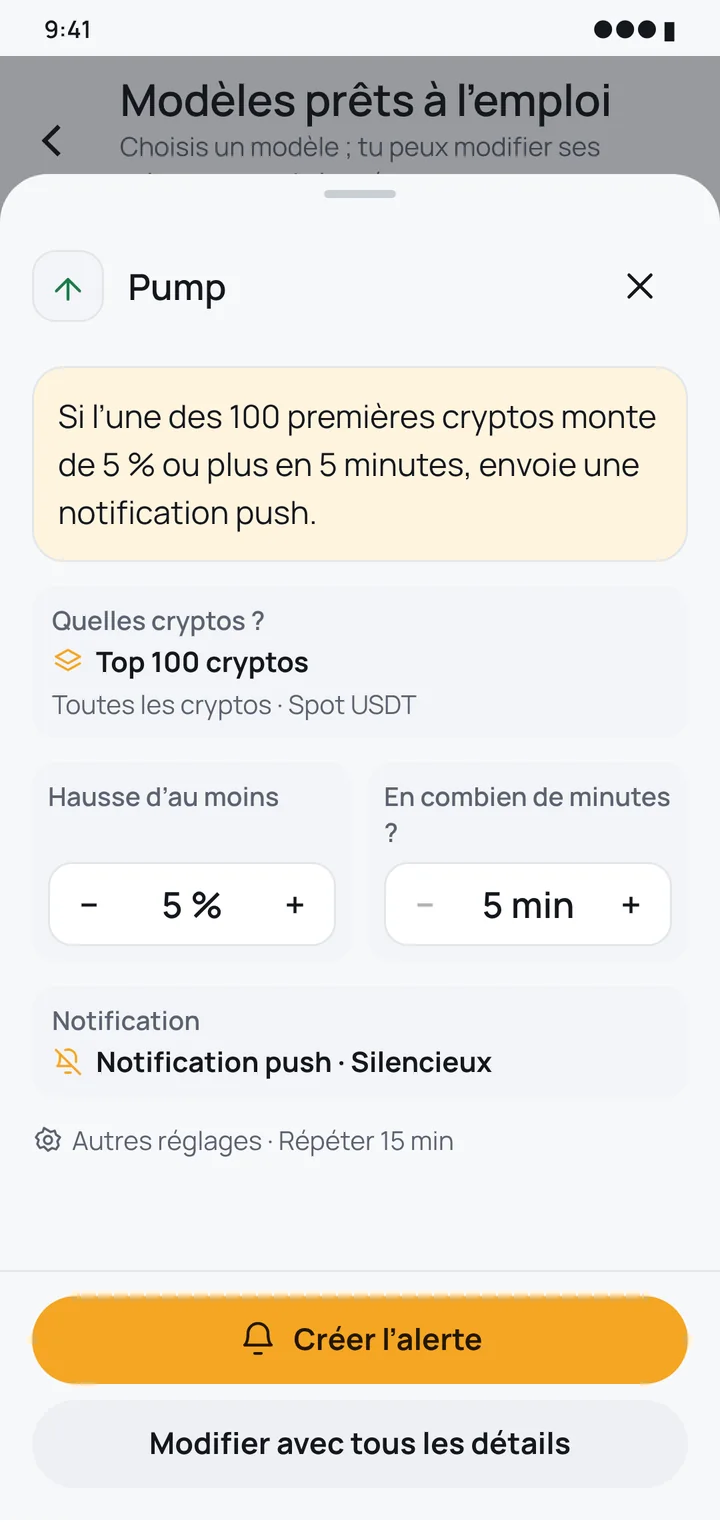 9:41
Modèles prêts à l’emploi
Choisis un modèle ; tu peux modifier ses
Pump
Si l’une des 100 premières cryptos monte
de 5 % ou plus en 5 minutes, envoie une
notification push.
Quelles cryptos ?
Top 100 cryptos
Toutes les cryptos · Spot USDT
Hausse d’au moins
En combien de minutes
?
− 5 % +
− 5 min +
Notification
Notification push · Silencieux
Autres réglages · Répéter 15 min
Créer l’alerte
Modifier avec tous les détails